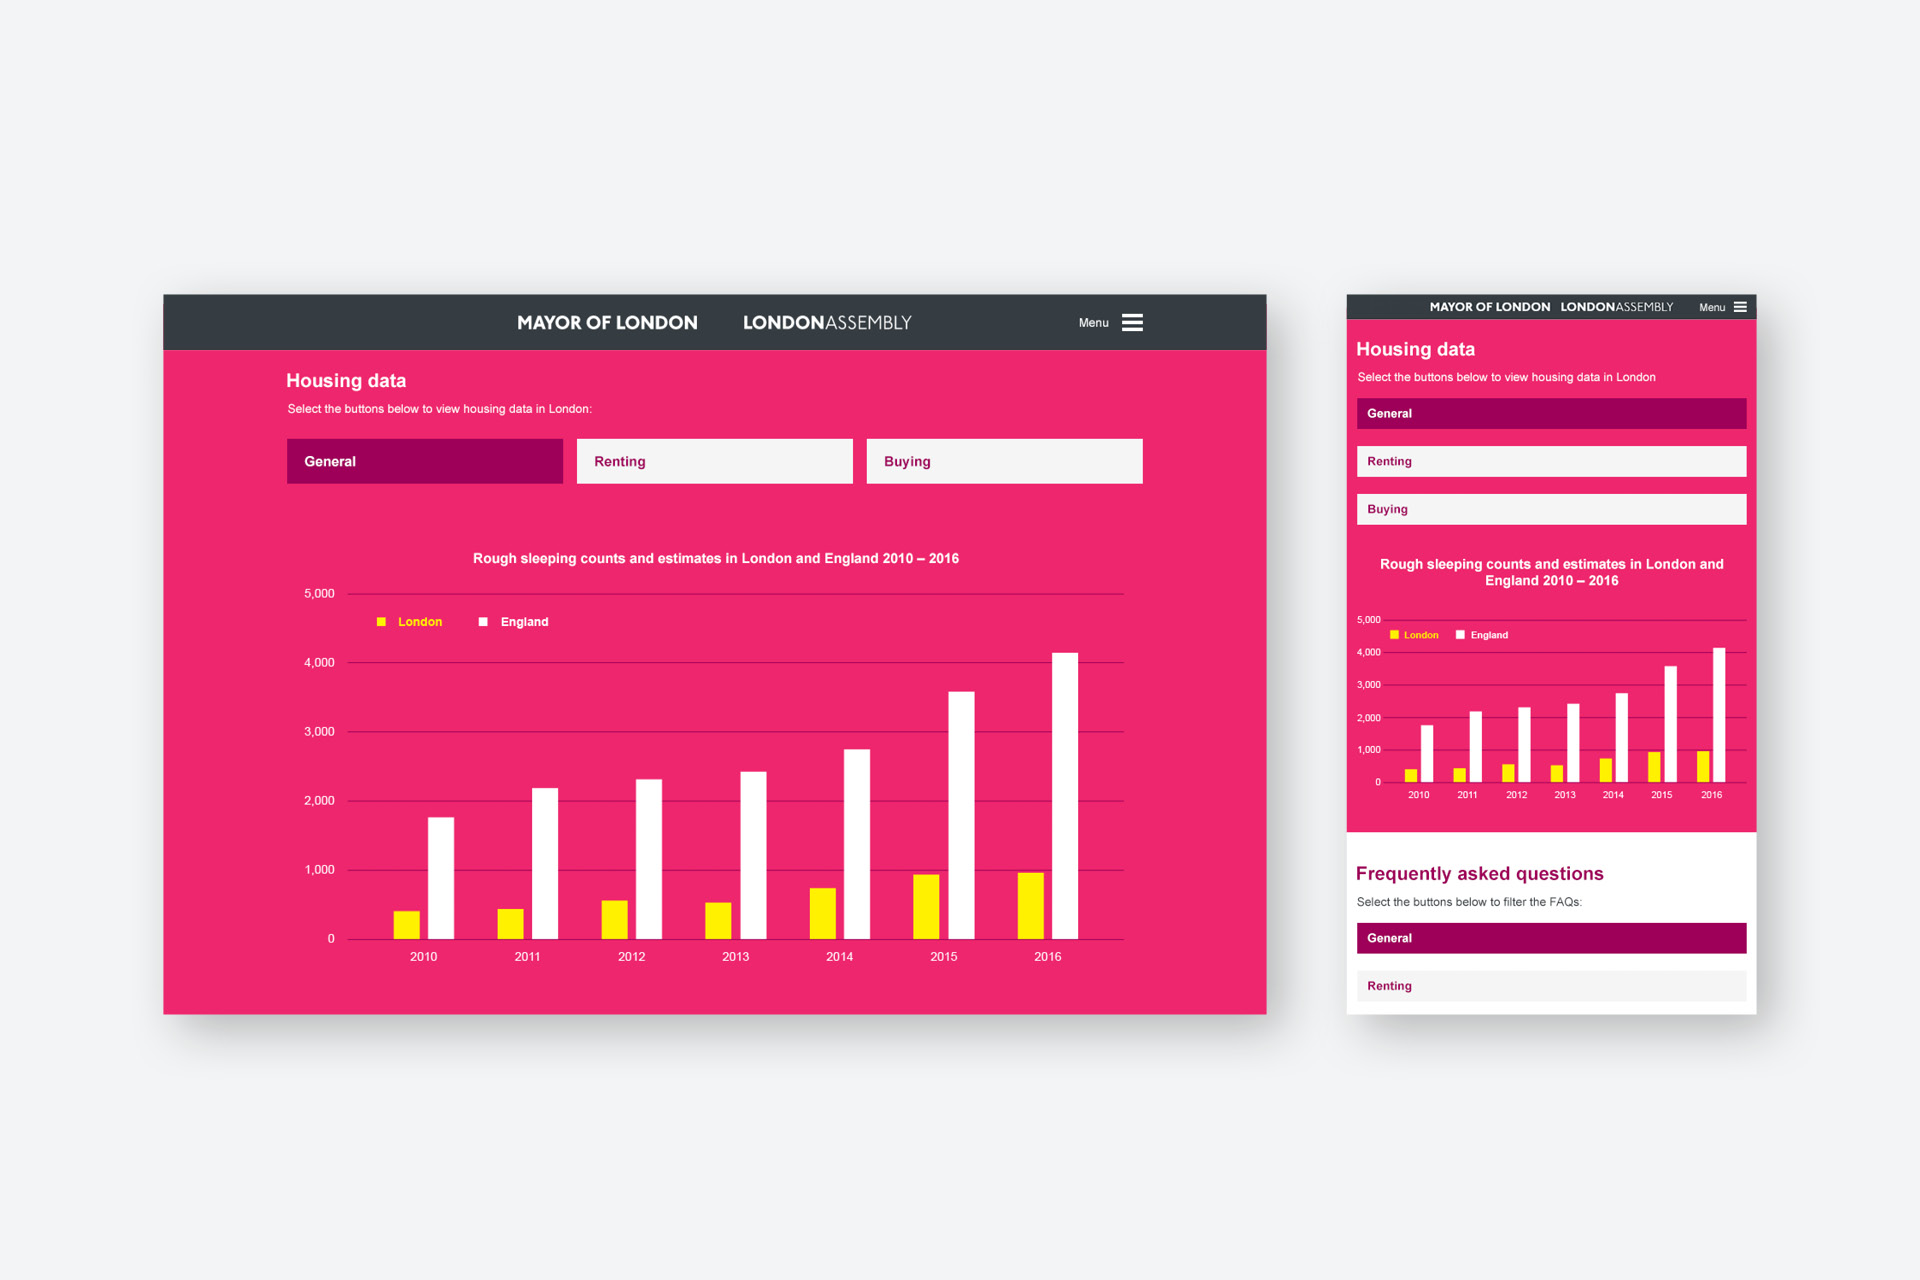 MAYOR OF LONDON LONDONASSEMBLY Menu
Housing data
Select the buttons below to view housing data in London:
General Renting Buying
Rough sleeping counts and estimates in London and England 2010 – 2016
5,000
London England
4,000
3,000
2,000
1,000
0
2010 2011 2012 2013 2014 2015 2016
MAYOR OF LONDON LONDONASSEMBLY Menu
Housing data
Select the buttons below to view housing data in London
General
Renting
Buying
Rough sleeping counts and estimates in London and
England 2010 – 2016
5,000
London England
4,000
3,000
2,000
1,000
0
2010 2011 2012 2013 2014 2015 2016
Frequently asked questions
Select the buttons below to filter the FAQs:
General
Renting